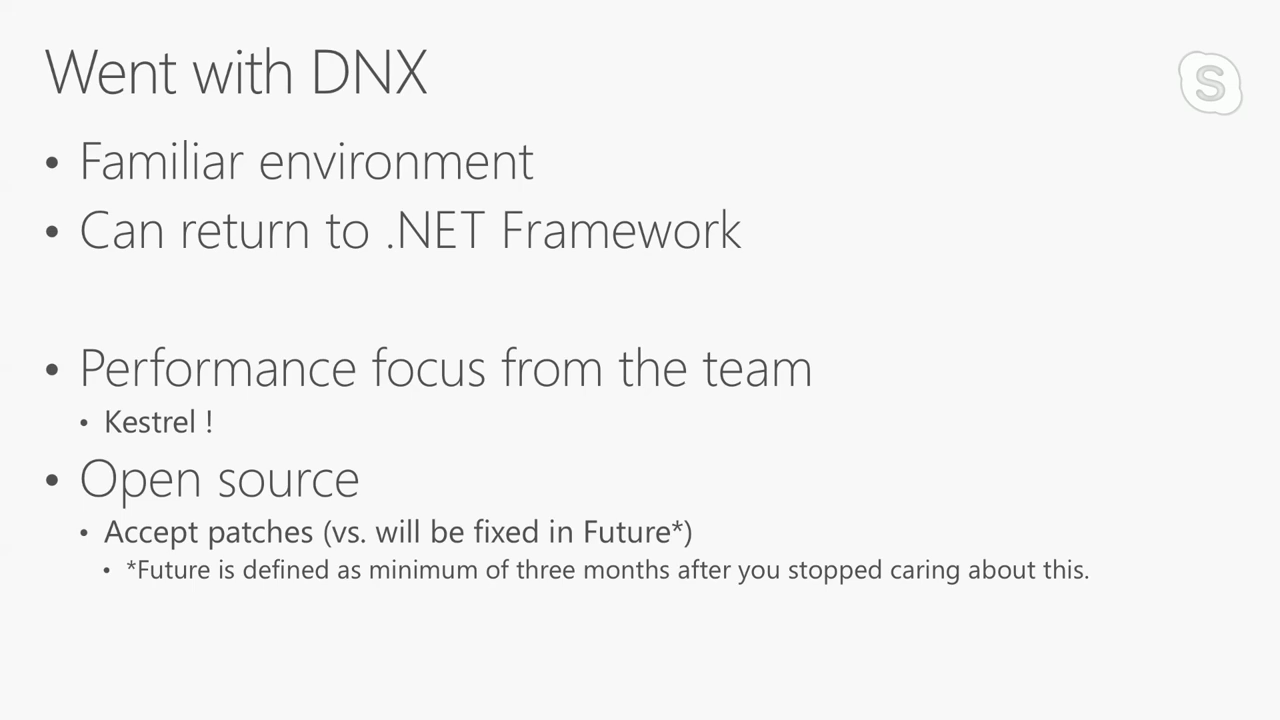 Went with DNX
S
• Familiar environment
• Can return to .NET Framework
• Performance focus from the team
• Kestrel !
• Open source
• Accept patches (vs. will be fixed in Future*)
• *Future is defined as minimum of three months after you stopped caring about this.